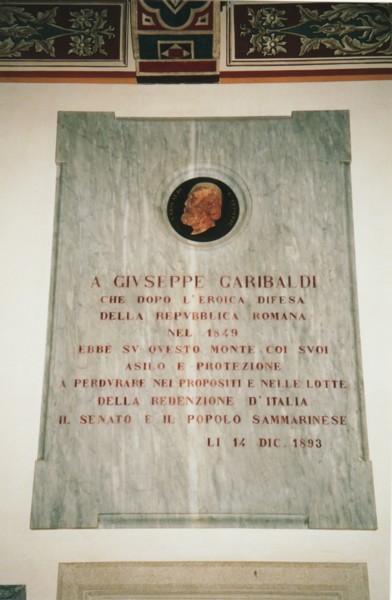 A GIVSEPPE GARIBALDI
CHE DOPO L'EROICA DIFESA
DELLA REPVBBLICA ROMANA
NEL 1849
EBBE SV QVESTO MONTE COI SVOI
ASILO E PROTEZIONE
A PERDVRARE NEI PROPOSITI E NELLE LOTTE
DELLA REDENZIONE D'ITALIA
IL SENATO E IL POPOLO SAMMARINESE
LI 14 DIC. 1893